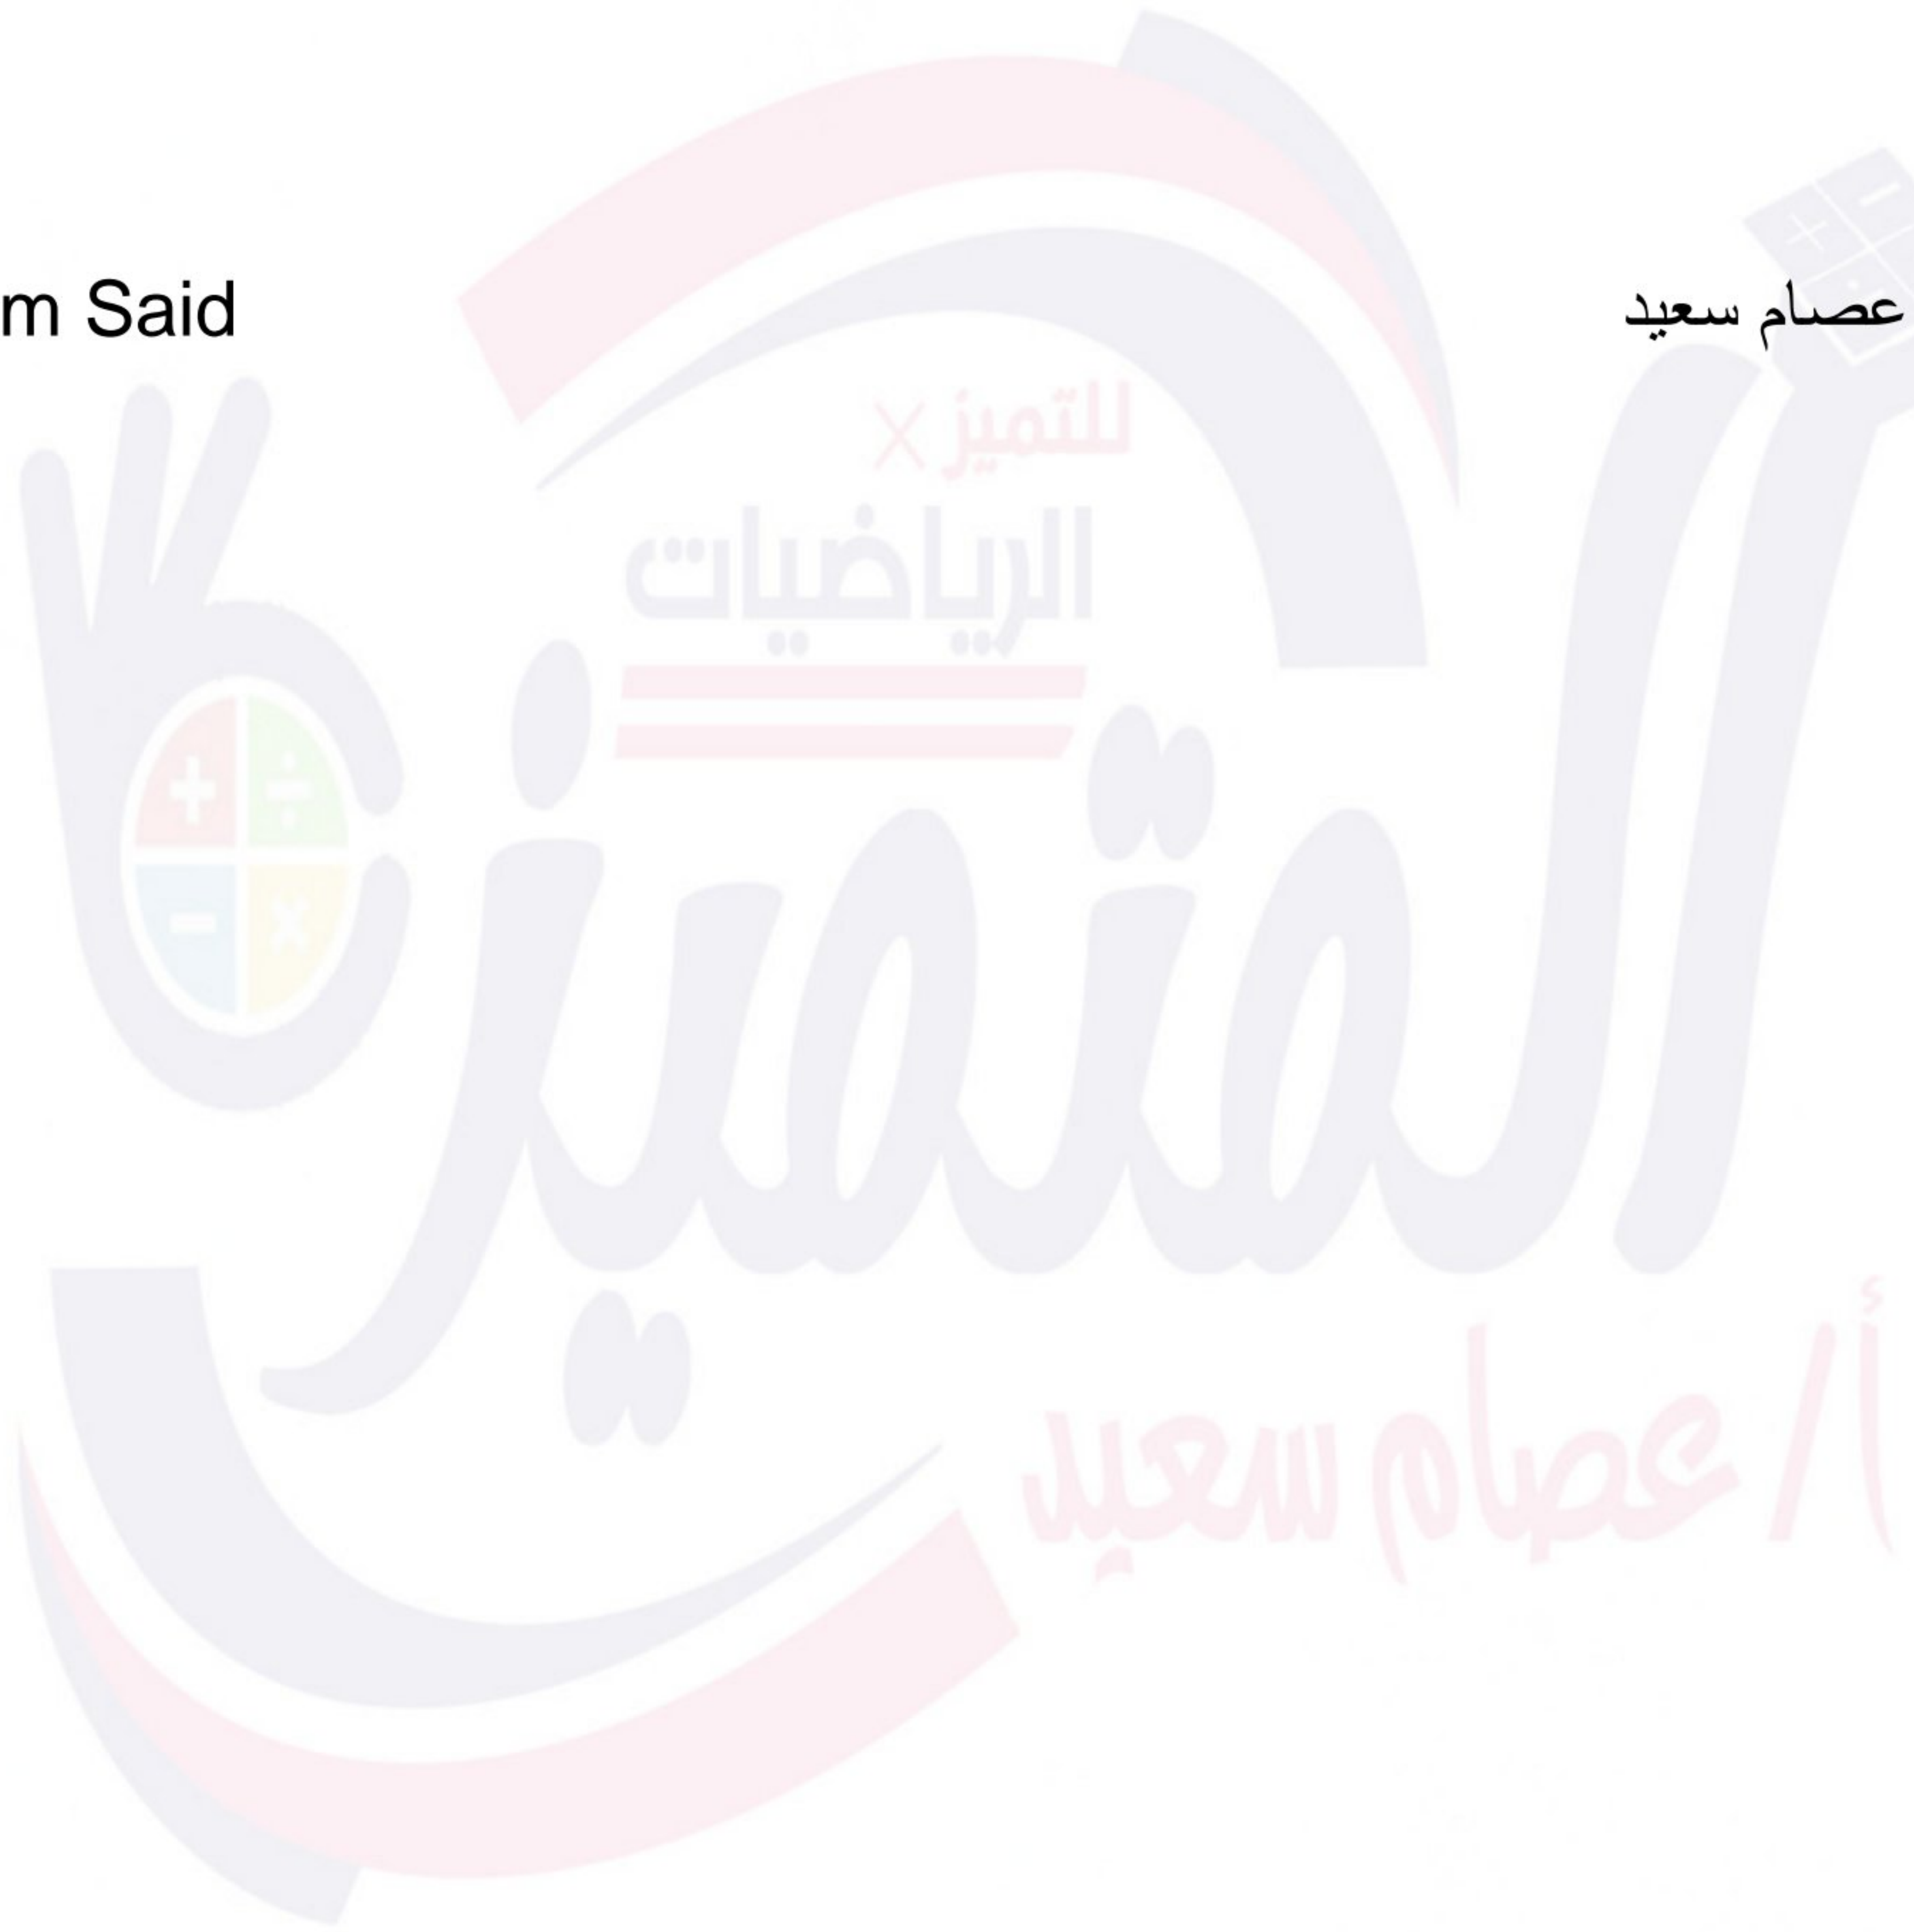 m Said
عصام سعيد
للتميز X
الرياضيات
المتميز
أ/ عصام سعيد